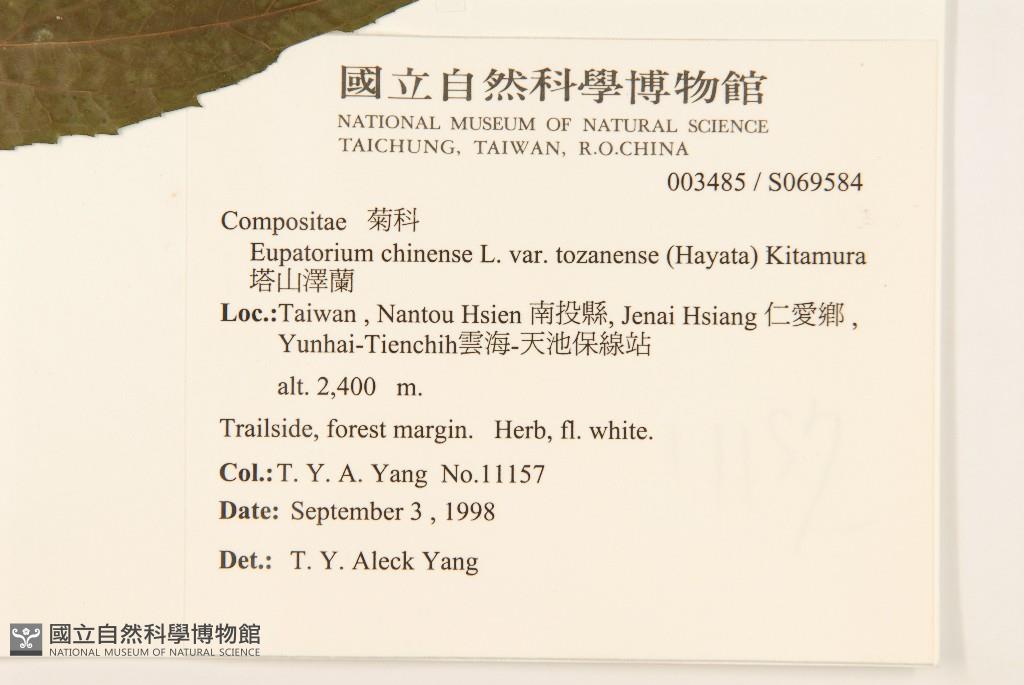 國立自然科學博物館
NATIONAL MUSEUM OF NATURAL SCIENCE
TAICHUNG, TAIWAN, R.O.CHINA
003485 / S069584
Compositae 菊科
Eupatorium chinense L. var. tozanense (Hayata) Kitamura
塔山澤蘭
Loc.:Taiwan , Nantou Hsien 南投縣, Jenai Hsiang 仁愛鄉 ,
Yunhai-Tienchih雲海-天池保線站
alt. 2,400 m.
Trailside, forest margin. Herb, fl. white.
Col.: T. Y. A. Yang No.11157
Date: September 3 , 1998
Det.: T. Y. Aleck Yang
國立自然科學博物館
NATIONAL MUSEUM OF NATURAL SCIENCE